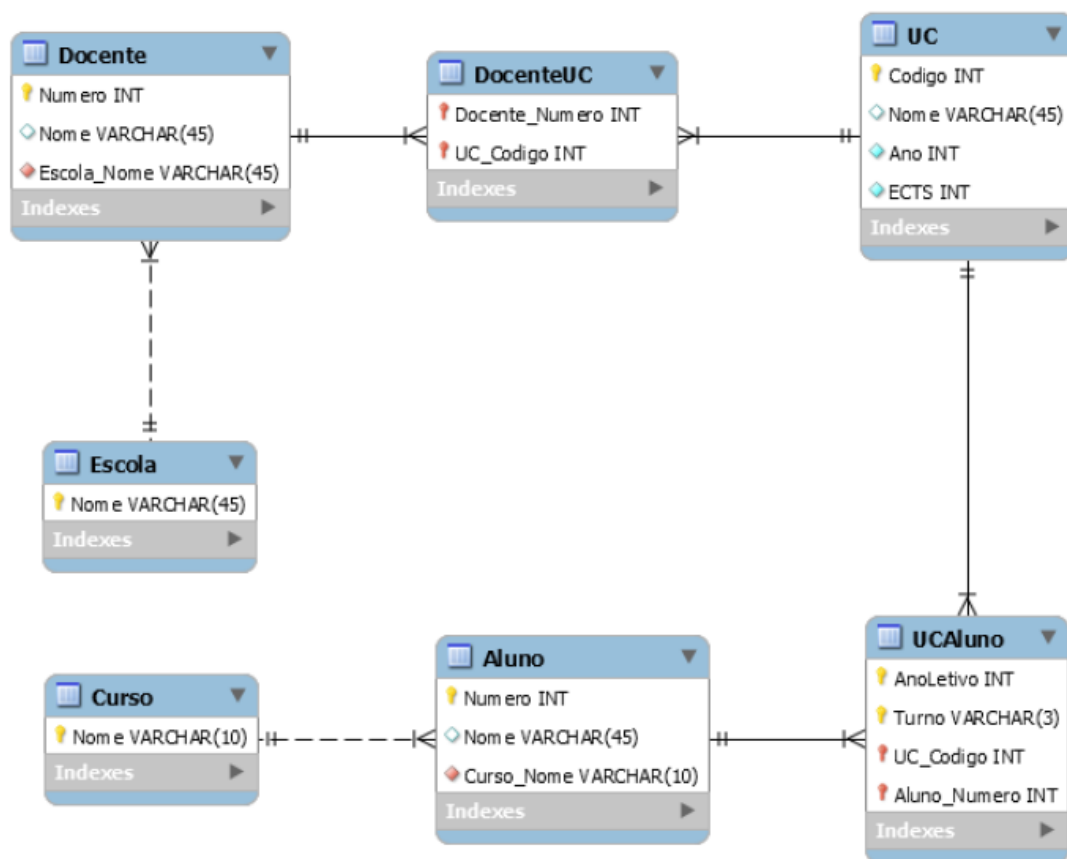 Docente
Numero INT
Nome VARCHAR(45)
Escola_Nome VARCHAR(45)
Indexes
DocenteUC
Docente_Numero INT
UC_Codigo INT
Indexes
UC
Codigo INT
Nome VARCHAR(45)
Ano INT
ECTS INT
Indexes
Escola
Nome VARCHAR(45)
Indexes
Curso
Nome VARCHAR(10)
Indexes
Aluno
Numero INT
Nome VARCHAR(45)
Curso_Nome VARCHAR(10)
Indexes
UCAluno
AnoLetivo INT
Turno VARCHAR(3)
UC_Codigo INT
Aluno_Numero INT
Indexes